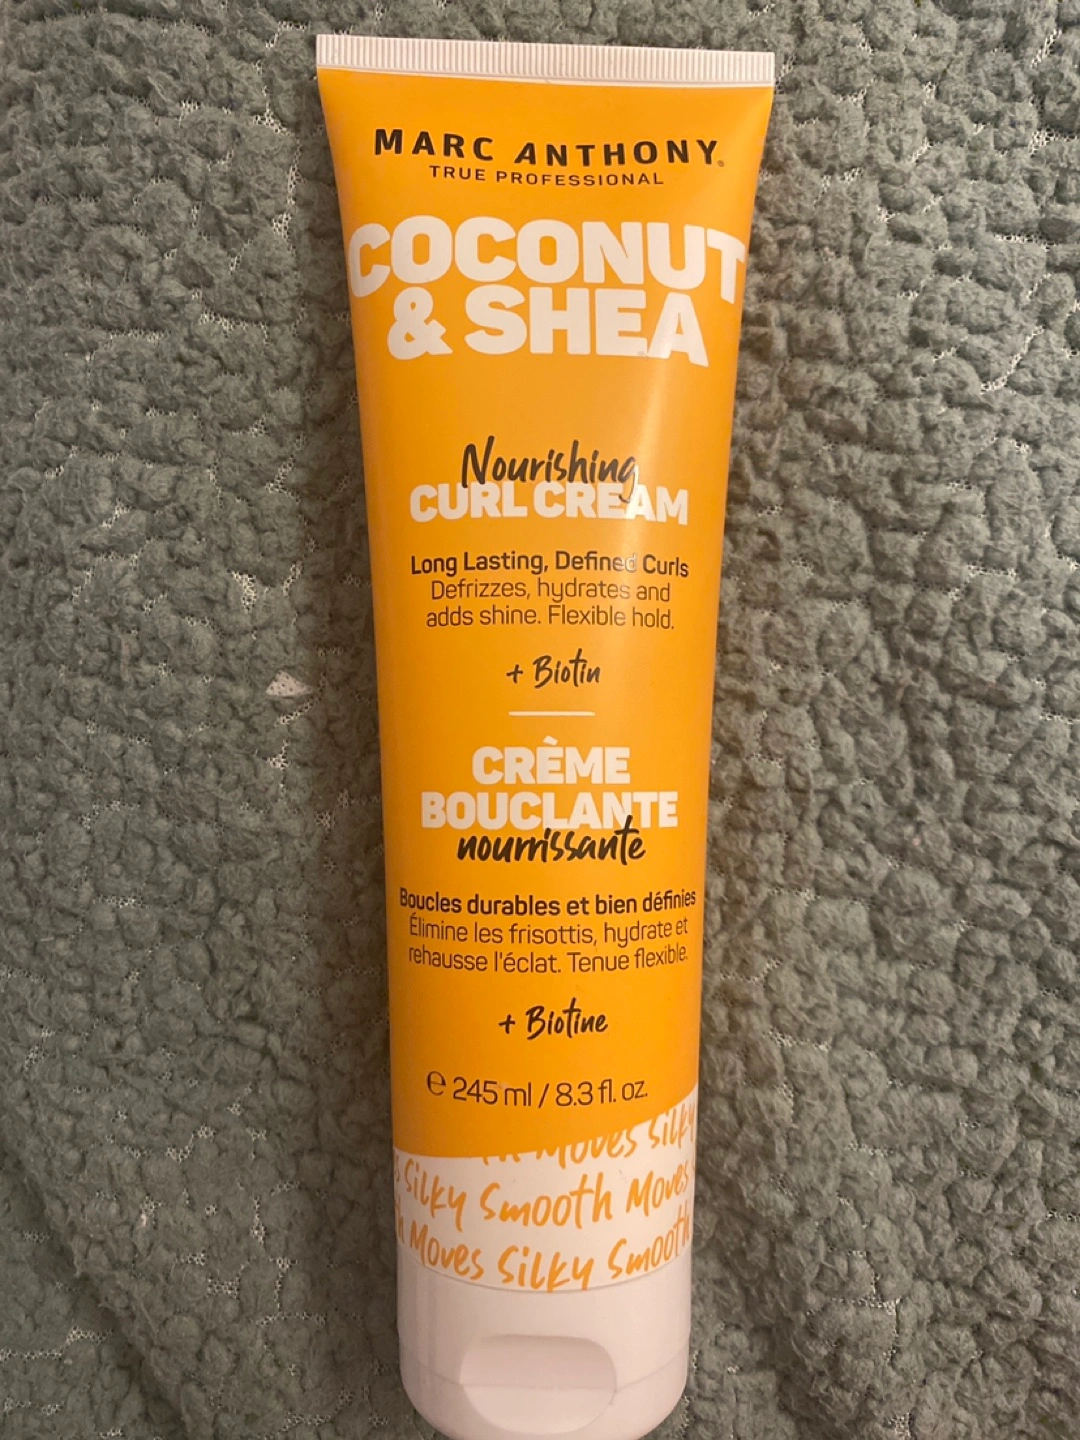 MARC ANTHONY®
TRUE PROFESSIONAL
COCONUT
& SHEA
Nourishing
CURL CREAM
Long Lasting, Defined Curls
Defrizzes, hydrates and
adds shine. Flexible hold.
+ Biotin
CRÈME
BOUCLANTE
nourrissante
Boucles durables et bien définies
Élimine les frisottis, hydrate et
rehausse l'éclat. Tenue flexible.
+ Biotine
℮ 245 ml / 8.3 fl. oz.
Moves Silky
Silky Smooth Moves
Moves Silky Smooth